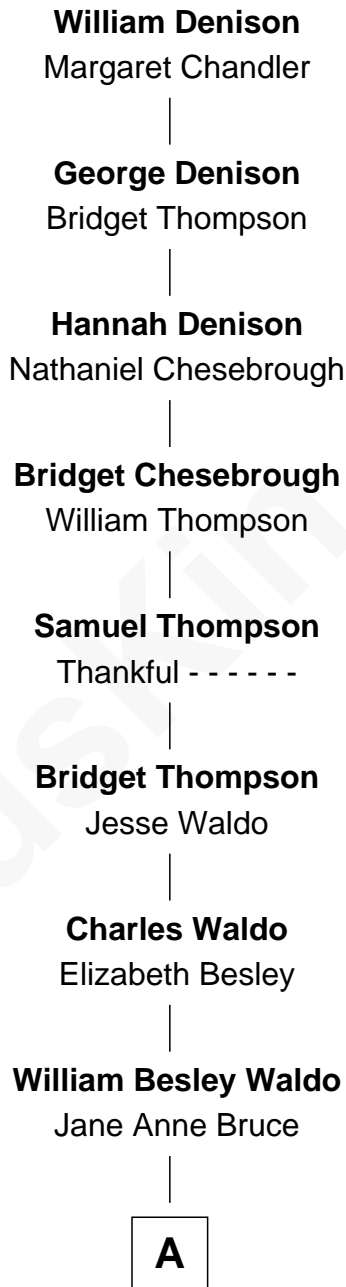 William Denison
Margaret Chandler
George Denison
Bridget Thompson
Hannah Denison
Nathaniel Chesebrough
Bridget Chesebrough
William Thompson
Samuel Thompson
Thankful - - - - - -
Bridget Thompson
Jesse Waldo
Charles Waldo
Elizabeth Besley
William Besley Waldo
Jane Anne Bruce
A